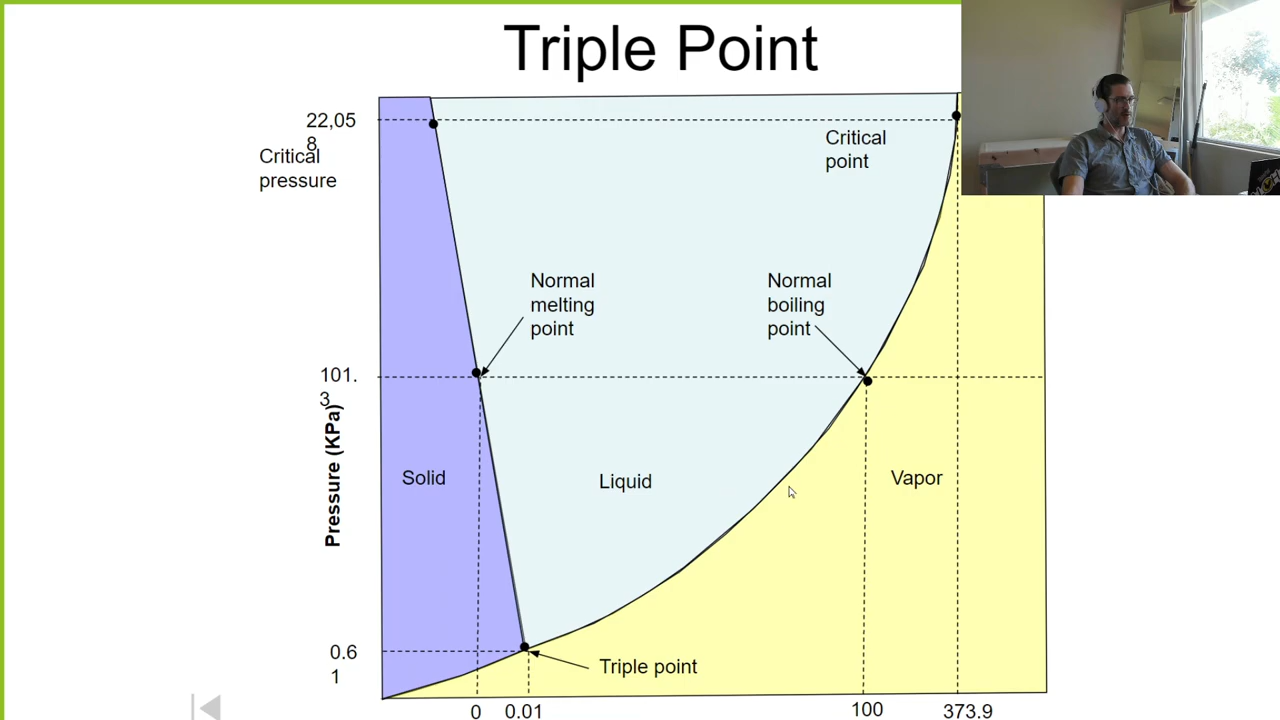 Triple Point
22,05
8
Critical
pressure
Critical
point
Normal
melting
point
Normal
boiling
point
101.
3
Pressure (KPa)
Solid
Liquid
Vapor
0.6
1
Triple point
0
0.01
100
373.9